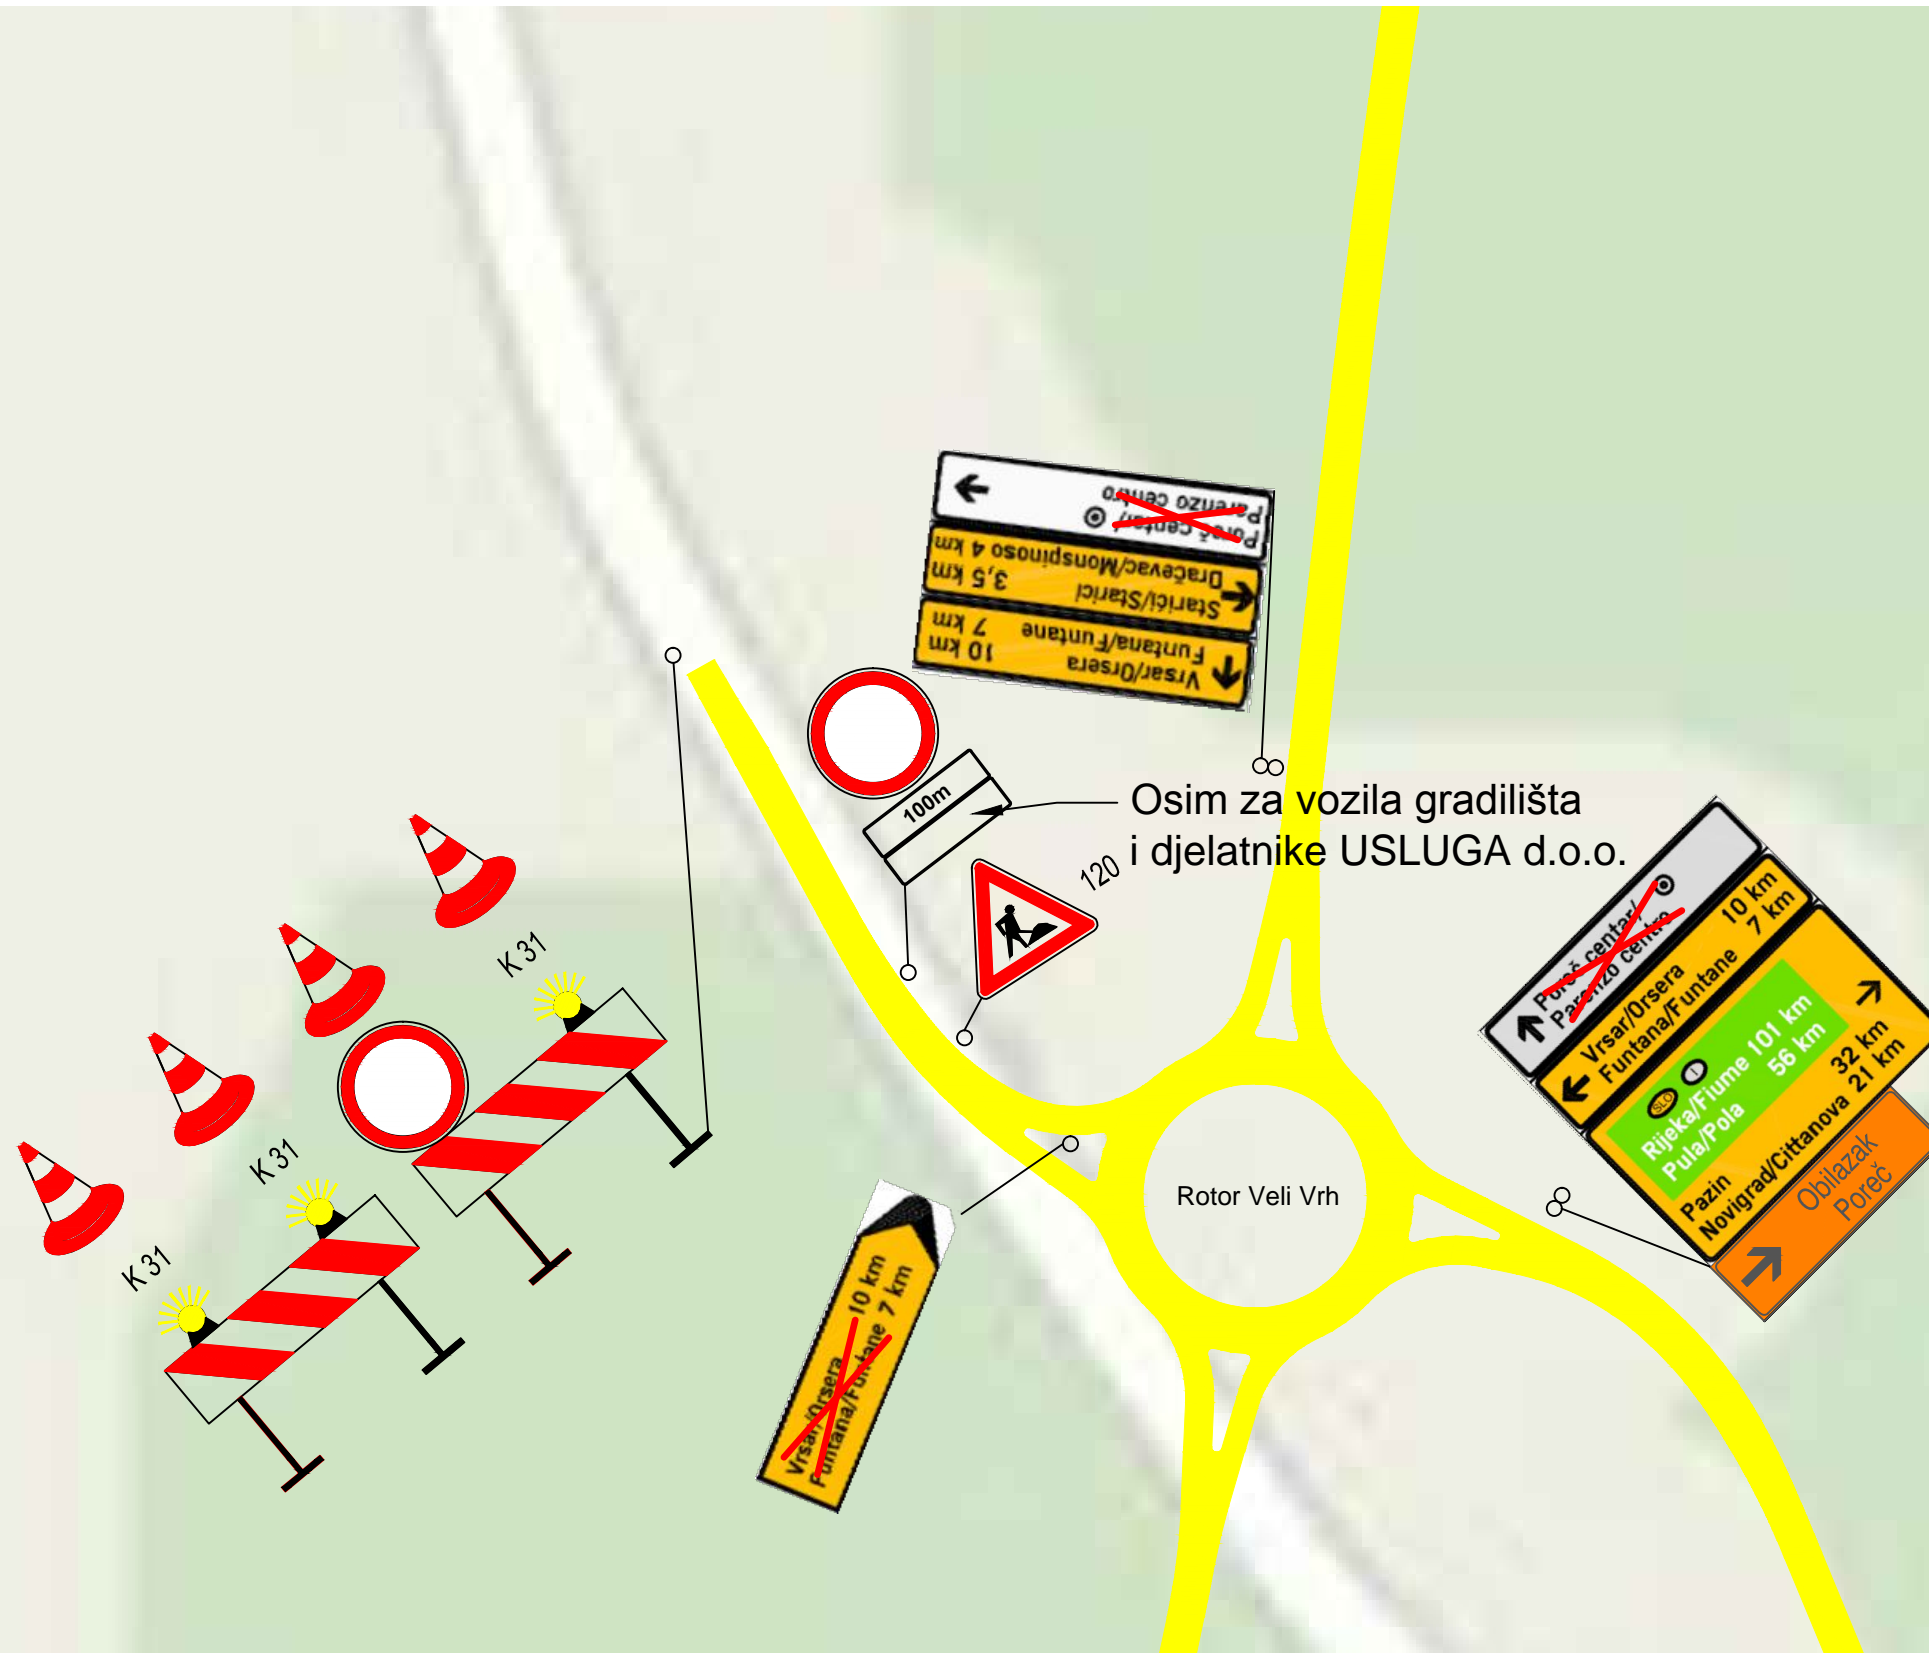 Poreč centar/
Parenzo centro
Dračevac/Monspinoso 4 km
Starići/Starici 3,5 km
Funtana/Funtane 7 km
Vrsar/Orsera 10 km
100m
Osim za vozila gradilišta
i djelatnike USLUGA d.o.o.
120
K 31
K 31
K 31
Poreč centar/
Parenzo centro
Vrsar/Orsera 10 km
Funtana/Funtane 7 km
SLO I
Rijeka/Fiume 101 km
Pula/Pola 56 km
Pazin 32 km
Novigrad/Cittanova 21 km
Obilazak
Poreč
Rotor Veli Vrh
Vrsar/Orsera 10 km
Funtana/Funtane 7 km